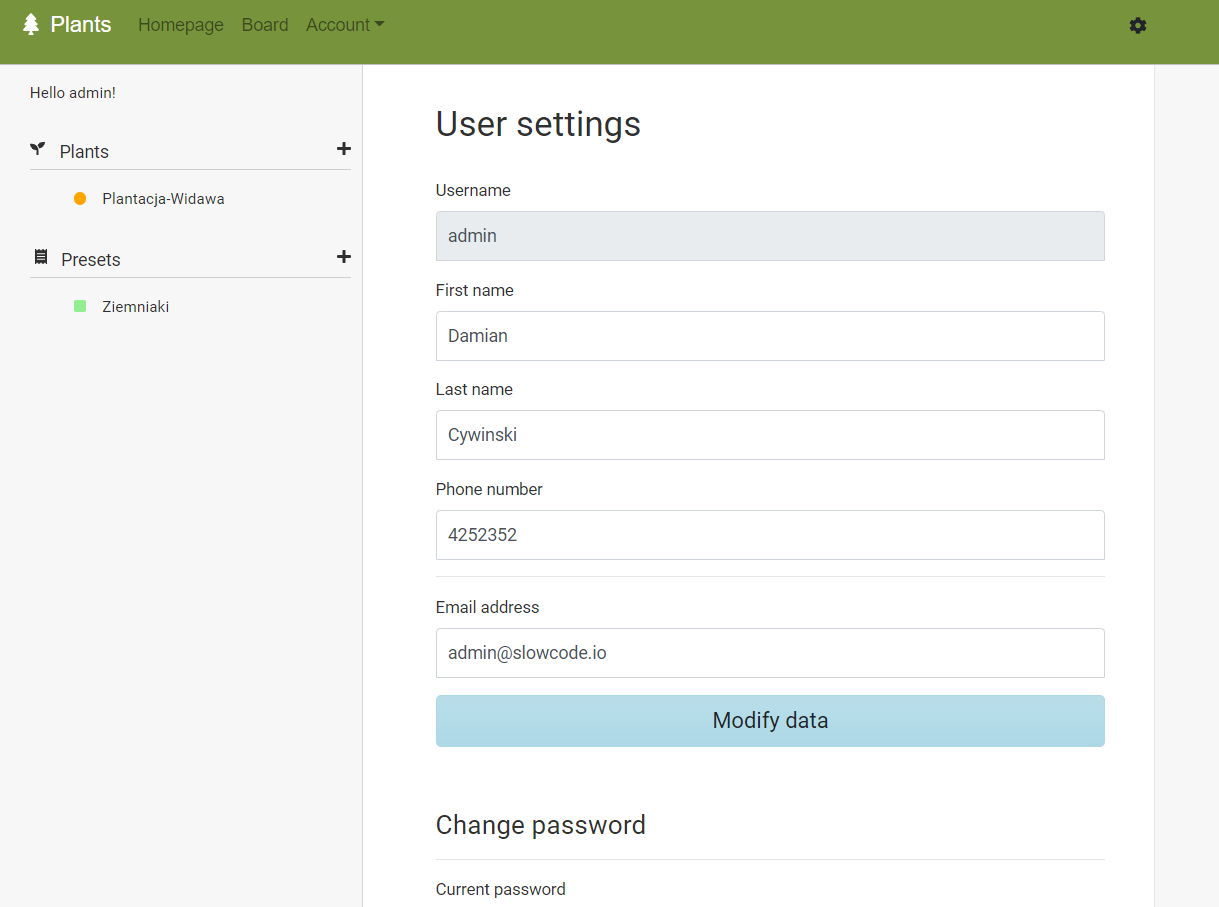 Plants Homepage Board Account
Hello admin!
Plants
Plantacja-Widawa
Presets
Ziemniaki
User settings
Username
admin
First name
Damian
Last name
Cywinski
Phone number
4252352
Email address
admin@slowcode.io
Modify data
Change password
Current password